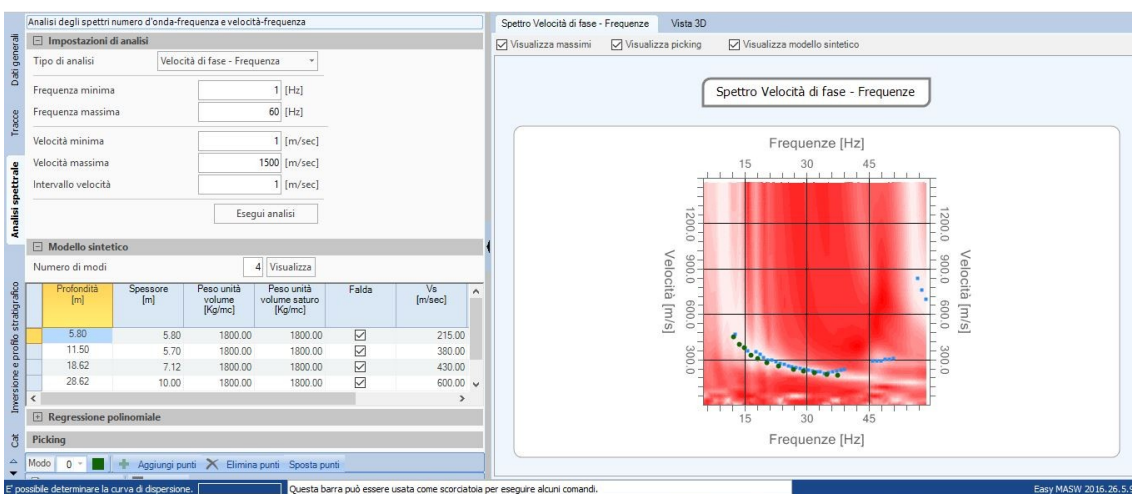 Analisi degli spettri numero d'onda-frequenza e velocità-frequenza
Dati generali
Tracce
Analisi spettrale
Inversione e profilo stratigrafico
Cat
Impostazioni di analisi
Tipo di analisi Velocità di fase - Frequenza
Frequenza minima 1 [Hz]
Frequenza massima 60 [Hz]
Velocità minima 1 [m/sec]
Velocità massima 1500 [m/sec]
Intervallo velocità 1 [m/sec]
Esegui analisi
Modello sintetico
Numero di modi 4 Visualizza
Profondità [m] Spessore [m] Peso unità volume [Kg/mc] Peso unità volume saturo [Kg/mc] Falda Vs [m/sec]
5.80 5.80 1800.00 1800.00 215.00
11.50 5.70 1800.00 1800.00 380.00
18.62 7.12 1800.00 1800.00 430.00
28.62 10.00 1800.00 1800.00 600.00
Regressione polinomiale
Picking
Modo 0 Aggiungi punti Elimina punti Sposta punti
Spettro Velocità di fase - Frequenze Vista 3D
Visualizza massimi Visualizza picking Visualizza modello sintetico
Spettro Velocità di fase - Frequenze
Frequenze [Hz]
15 30 45
Velocità [m/s]
1200.0 900.0 600.0 300.0
1200.0 900.0 600.0 300.0
Velocità [m/s]
15 30 45
Frequenze [Hz]
E' possibile determinare la curva di dispersione. Questa barra può essere usata come scorciatoia per eseguire alcuni comandi. Easy MASW 2016.26.5.9